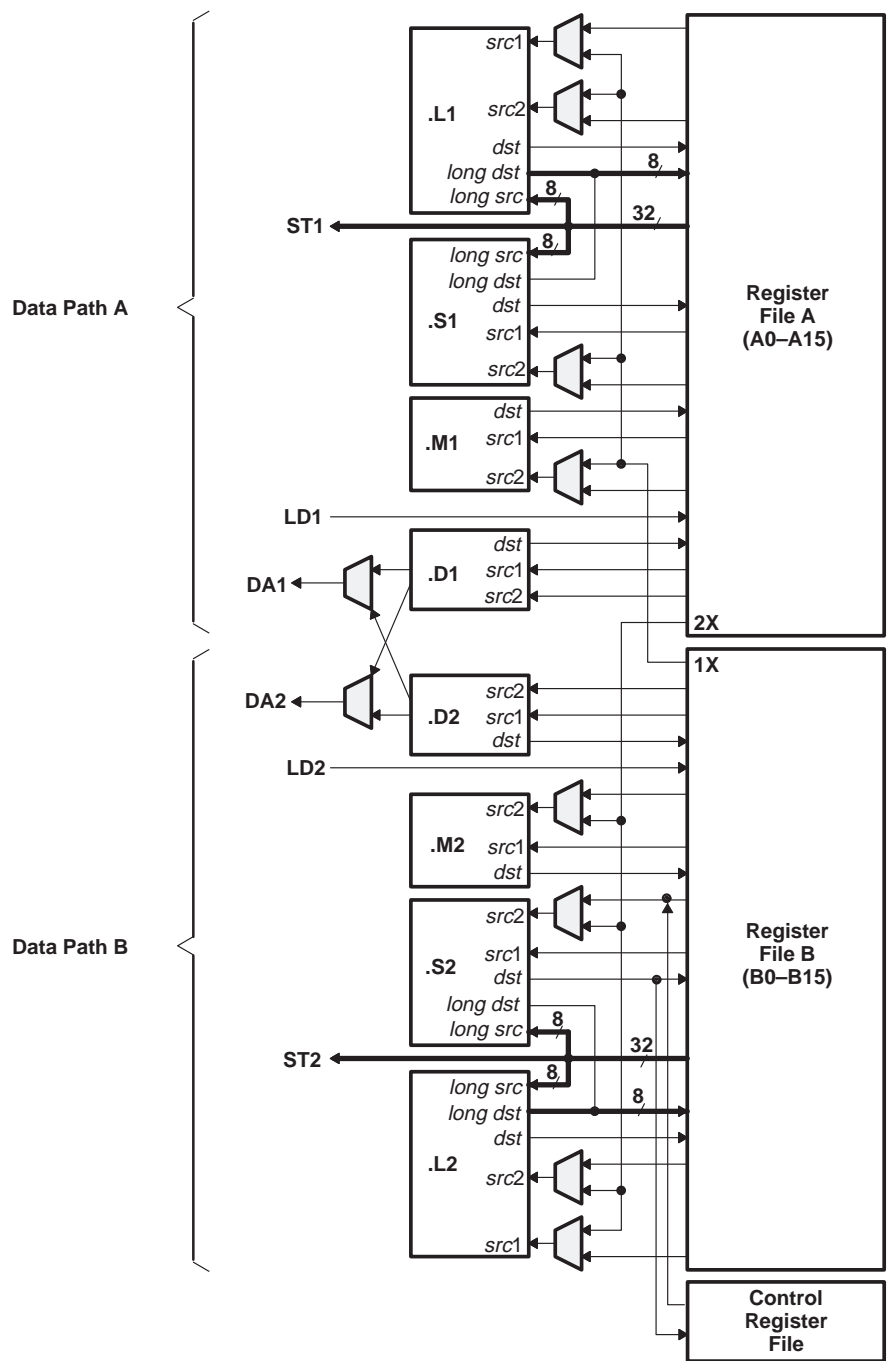 src1
.L1
src2
dst
long dst
8
long src
8
ST1
32
8
long src
long dst
Data Path A
dst
.S1
src1
src2
Register
File A
(A0–A15)
dst
.M1
src1
src2
LD1
dst
.D1
src1
DA1
src2
2X
1X
src2
DA2
.D2
src1
dst
LD2
src2
.M2
src1
dst
src2
Data Path B
.S2
src1
dst
long dst
long src
8
Register
File B
(B0–B15)
ST2
32
8
long src
long dst
8
dst
.L2
src2
src1
Control
Register
File